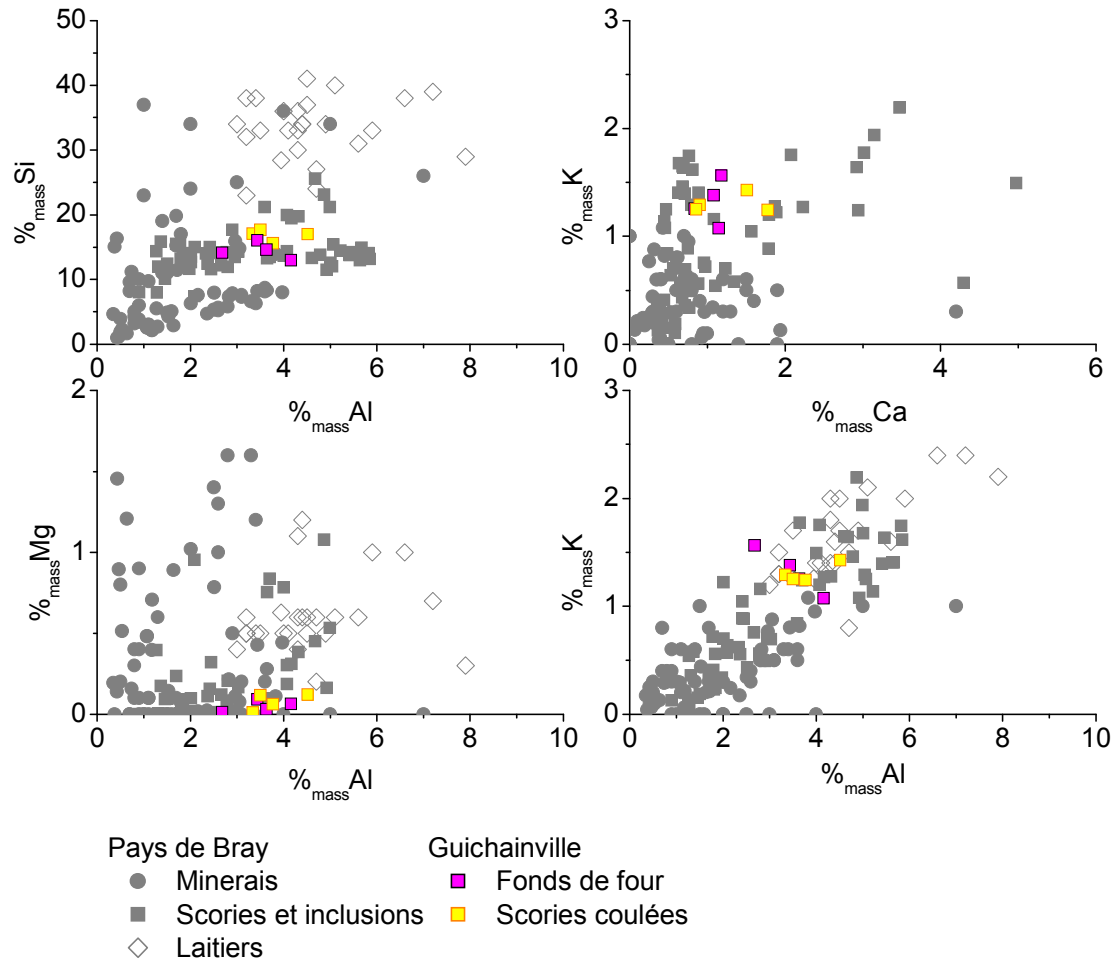 50
40
30
20
10
0
%massSi
0 2 4 6 8 10
%massAl
3
2
1
0
%massK
0 2 4 6
%massCa
2
1
0
%massMg
0 2 4 6 8 10
%massAl
3
2
1
0
%massK
0 2 4 6 8 10
%massAl
Pays de Bray
Minerais
Scories et inclusions
Laitiers
Guichainville
Fonds de four
Scories coulées